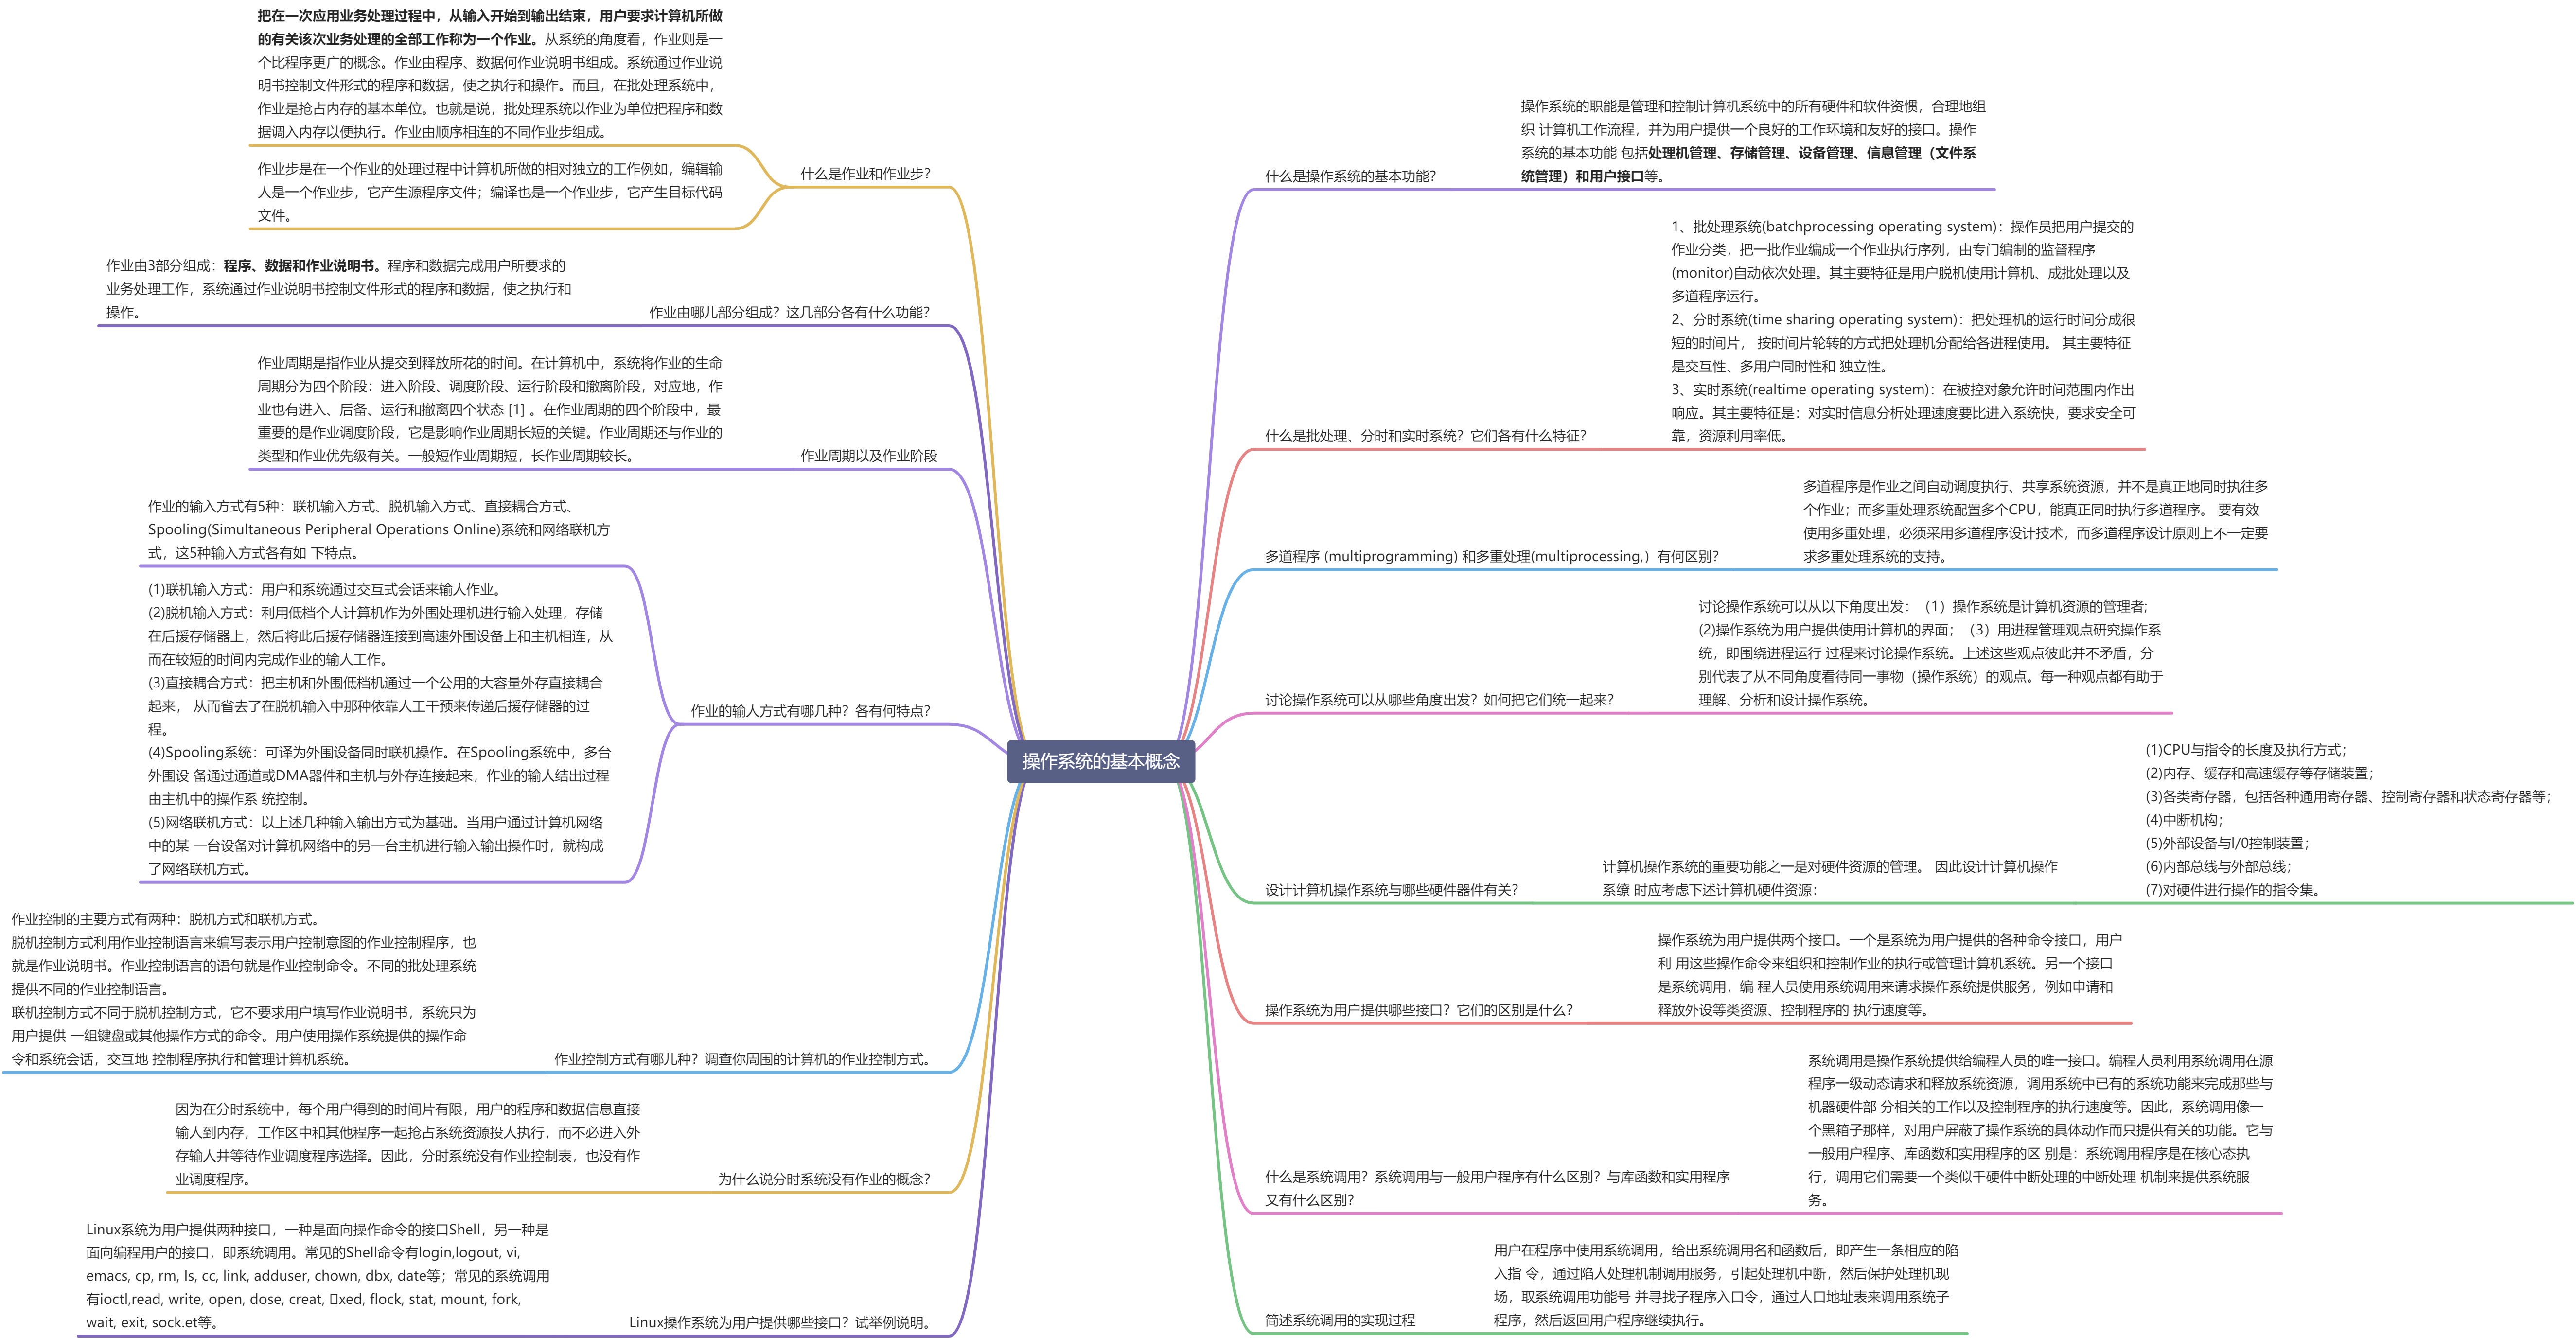 把在一次应用业务处理过程中，从输入开始到输出结束，用户要求计算机所做
的有关该次业务处理的全部工作称为一个作业。从系统的角度看，作业则是一
个比程序更广的概念。作业由程序、数据何作业说明书组成。系统通过作业说
明书控制文件形式的程序和数据，使之执行和操作。而且，在批处理系统中，
作业是抢占内存的基本单位。也就是说，批处理系统以作业为单位把程序和数
据调入内存以便执行。作业由顺序相连的不同作业步组成。
作业步是在一个作业的处理过程中计算机所做的相对独立的工作例如，编辑输
人是一个作业步，它产生源程序文件；编译也是一个作业步，它产生目标代码
文件。
什么是作业和作业步？
作业由3部分组成：程序、数据和作业说明书。程序和数据完成用户所要求的
业务处理工作，系统通过作业说明书控制文件形式的程序和数据，使之执行和
操作。
作业由哪儿部分组成？这几部分各有什么功能？
作业周期是指作业从提交到释放所花的时间。在计算机中，系统将作业的生命
周期分为四个阶段：进入阶段、调度阶段、运行阶段和撤离阶段，对应地，作
业也有进入、后备、运行和撤离四个状态 [1] 。在作业周期的四个阶段中，最
重要的是作业调度阶段，它是影响作业周期长短的关键。作业周期还与作业的
类型和作业优先级有关。一般短作业周期短，长作业周期较长。
作业周期以及作业阶段
作业的输入方式有5种：联机输入方式、脱机输入方式、直接耦合方式、
Spooling(Simultaneous Peripheral Operations Online)系统和网络联机方
式，这5种输入方式各有如 下特点。
(1)联机输入方式：用户和系统通过交互式会话来输人作业。
(2)脱机输入方式：利用低档个人计算机作为外围处理机进行输入处理，存储
在后援存储器上，然后将此后援存储器连接到高速外围设备上和主机相连，从
而在较短的时间内完成作业的输人工作。
(3)直接耦合方式：把主机和外围低档机通过一个公用的大容量外存直接耦合
起来， 从而省去了在脱机输入中那种依靠人工干预来传递后援存储器的过
程。
(4)Spooling系统：可译为外围设备同时联机操作。在Spooling系统中，多台
外围设 备通过通道或DMA器件和主机与外存连接起来，作业的输人结出过程
由主机中的操作系 统控制。
(5)网络联机方式：以上述几种输入输出方式为基础。当用户通过计算机网络
中的某 一台设备对计算机网络中的另一台主机进行输入输出操作时，就构成
了网络联机方式。
作业的输人方式有哪几种？各有何特点？
作业控制的主要方式有两种：脱机方式和联机方式。
脱机控制方式利用作业控制语言来编写表示用户控制意图的作业控制程序，也
就是作业说明书。作业控制语言的语句就是作业控制命令。不同的批处理系统
提供不同的作业控制语言。
联机控制方式不同于脱机控制方式，它不要求用户填写作业说明书，系统只为
用户提供 一组键盘或其他操作方式的命令。用户使用操作系统提供的操作命
令和系统会话，交互地 控制程序执行和管理计算机系统。
作业控制方式有哪儿种？调查你周围的计算机的作业控制方式。
因为在分时系统中，每个用户得到的时间片有限，用户的程序和数据信息直接
输人到内存，工作区中和其他程序一起抢占系统资源投人执行，而不必进入外
存输人井等待作业调度程序选择。因此，分时系统没有作业控制表，也没有作
业调度程序。
为什么说分时系统没有作业的概念？
Linux系统为用户提供两种接口，一种是面向操作命令的接口Shell，另一种是
面向编程用户的接口，即系统调用。常见的Shell命令有login,logout, vi,
emacs, cp, rm, Is, cc, link, adduser, chown, dbx, date等；常见的系统调用
有ioctl,read, write, open, dose, creat, xed, flock, stat, mount, fork,
wait, exit, sock.et等。
Linux操作系统为用户提供哪些接口？试举例说明。
操作系统的基本概念
操作系统的职能是管理和控制计算机系统中的所有硬件和软件资惯，合理地组
织 计算机工作流程，并为用户提供一个良好的工作环境和友好的接口。操作
系统的基本功能 包括处理机管理、存储管理、设备管理、信息管理（文件系
统管理）和用户接口等。
什么是操作系统的基本功能？
1、批处理系统(batchprocessing operating system)：操作员把用户提交的
作业分类，把一批作业编成一个作业执行序列，由专门编制的监督程序
(monitor)自动依次处理。其主要特征是用户脱机使用计算机、成批处理以及
多道程序运行。
2、分时系统(time sharing operating system)：把处理机的运行时间分成很
短的时间片， 按时间片轮转的方式把处理机分配给各进程使用。 其主要特征
是交互性、多用户同时性和 独立性。
3、实时系统(realtime operating system)：在被控对象允许时间范围内作出
响应。其主要特征是：对实时信息分析处理速度要比进入系统快，要求安全可
靠，资源利用率低。
什么是批处理、分时和实时系统？它们各有什么特征？
多道程序是作业之间自动调度执行、共享系统资源，并不是真正地同时执往多
个作业；而多重处理系统配置多个CPU，能真正同时执行多道程序。 要有效
使用多重处理，必须采用多道程序设计技术，而多道程序设计原则上不一定要
求多重处理系统的支持。
多道程序 (multiprogramming) 和多重处理(multiprocessing,）有何区别？
讨论操作系统可以从以下角度出发：（1）操作系统是计算机资源的管理者;
(2)操作系统为用户提供使用计算机的界面；（3）用进程管理观点研究操作系
统，即围绕进程运行 过程来讨论操作系统。上述这些观点彼此并不矛盾，分
别代表了从不同角度看待同一事物（操作系统）的观点。每一种观点都有助于
理解、分析和设计操作系统。
讨论操作系统可以从哪些角度出发？如何把它们统一起来？
(1)CPU与指令的长度及执行方式；
(2)内存、缓存和高速缓存等存储装置；
(3)各类寄存器，包括各种通用寄存器、控制寄存器和状态寄存器等；
(4)中断机构；
(5)外部设备与I/0控制装置；
(6)内部总线与外部总线；
(7)对硬件进行操作的指令集。
计算机操作系统的重要功能之一是对硬件资源的管理。 因此设计计算机操作
系缭 时应考虑下述计算机硬件资源：
设计计算机操作系统与哪些硬件器件有关？
操作系统为用户提供两个接口。一个是系统为用户提供的各种命令接口，用户
利 用这些操作命令来组织和控制作业的执行或管理计算机系统。另一个接口
是系统调用，编 程人员使用系统调用来请求操作系统提供服务，例如申请和
释放外设等类资源、控制程序的 执行速度等。
操作系统为用户提供哪些接口？它们的区别是什么？
系统调用是操作系统提供给编程人员的唯一接口。编程人员利用系统调用在源
程序一级动态请求和释放系统资源，调用系统中已有的系统功能来完成那些与
机器硬件部 分相关的工作以及控制程序的执行速度等。因此，系统调用像一
个黑箱子那样，对用户屏蔽了操作系统的具体动作而只提供有关的功能。它与
一般用户程序、库函数和实用程序的区 别是：系统调用程序是在核心态执
行，调用它们需要一个类似千硬件中断处理的中断处理 机制来提供系统服
务。
什么是系统调用？系统调用与一般用户程序有什么区别？与库函数和实用程序
又有什么区别？
用户在程序中使用系统调用，给出系统调用名和函数后，即产生一条相应的陷
入指 令，通过陷人处理机制调用服务，引起处理机中断，然后保护处理机现
场，取系统调用功能号 并寻找子程序入口令，通过人口地址表来调用系统子
程序，然后返回用户程序继续执行。
简述系统调用的实现过程